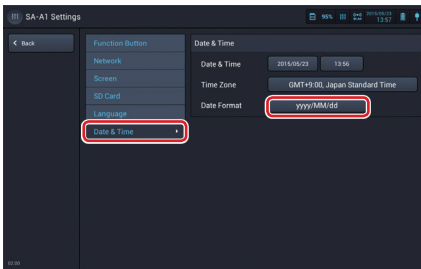 SA-A1 Settings
95%
2015/05/23
13:57
Back
Function Button
Network
Screen
SD Card
Language
Date & Time
Date & Time
Date & Time
2015/05/23
13:56
Time Zone
GMT+9:00, Japan Standard Time
Date Format
yyyy/MM/dd